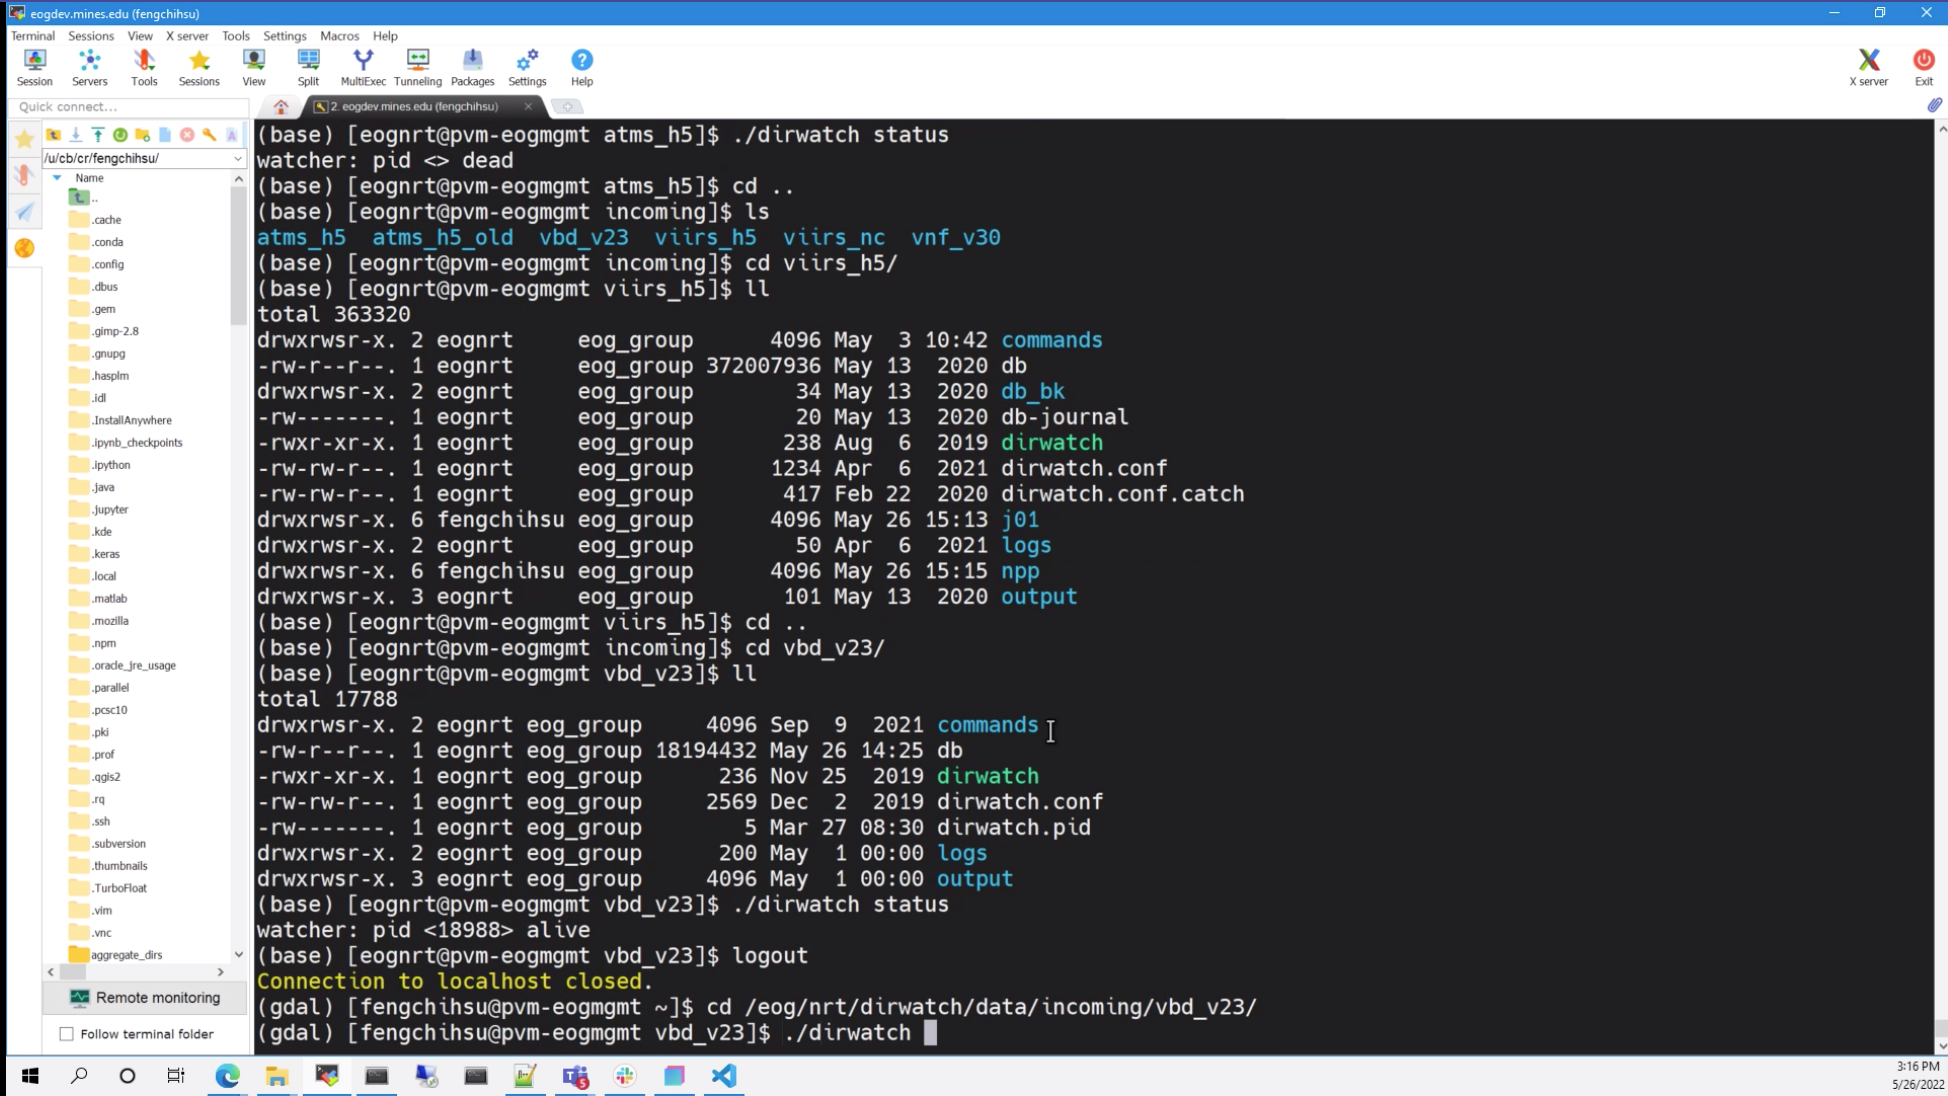 eogdev.mines.edu (fengchihsu)
Terminal Sessions View X server Tools Settings Macros Help
Session Servers Tools Sessions View Split MultiExec Tunneling Packages Settings Help X server Exit
Quick connect...
2. eogdev.mines.edu (fengchihsu)
/u/cb/cr/fengchihsu/
Name
..
.cache
.conda
.config
.dbus
.gem
.gimp-2.8
.gnupg
.hasplm
.idl
.InstallAnywhere
.ipynb_checkpoints
.ipython
.java
.jupyter
.kde
.keras
.local
.matlab
.mozilla
.npm
.oracle_jre_usage
.parallel
.pcsc10
.pki
.prof
.qgis2
.rq
.ssh
.subversion
.thumbnails
.TurboFloat
.vim
.vnc
aggregate_dirs
Remote monitoring
Follow terminal folder
(base) [eognrt@pvm-eogmgmt atms_h5]$ ./dirwatch status
watcher: pid <> dead
(base) [eognrt@pvm-eogmgmt atms_h5]$ cd ..
(base) [eognrt@pvm-eogmgmt incoming]$ ls
atms_h5 atms_h5_old vbd_v23 viirs_h5 viirs_nc vnf_v30
(base) [eognrt@pvm-eogmgmt incoming]$ cd viirs_h5/
(base) [eognrt@pvm-eogmgmt viirs_h5]$ ll
total 363320
drwxrwsr-x. 2 eognrt eog_group 4096 May 3 10:42 commands
-rw-r--r--. 1 eognrt eog_group 372007936 May 13 2020 db
drwxrwsr-x. 2 eognrt eog_group 34 May 13 2020 db_bk
-rw-------. 1 eognrt eog_group 20 May 13 2020 db-journal
-rwxr-xr-x. 1 eognrt eog_group 238 Aug 6 2019 dirwatch
-rw-rw-r--. 1 eognrt eog_group 1234 Apr 6 2021 dirwatch.conf
-rw-rw-r--. 1 eognrt eog_group 417 Feb 22 2020 dirwatch.conf.catch
drwxrwsr-x. 6 fengchihsu eog_group 4096 May 26 15:13 j01
drwxrwsr-x. 2 eognrt eog_group 50 Apr 6 2021 logs
drwxrwsr-x. 6 fengchihsu eog_group 4096 May 26 15:15 npp
drwxrwsr-x. 3 eognrt eog_group 101 May 13 2020 output
(base) [eognrt@pvm-eogmgmt viirs_h5]$ cd ..
(base) [eognrt@pvm-eogmgmt incoming]$ cd vbd_v23/
(base) [eognrt@pvm-eogmgmt vbd_v23]$ ll
total 17788
drwxrwsr-x. 2 eognrt eog_group 4096 Sep 9 2021 commands
-rw-r--r--. 1 eognrt eog_group 18194432 May 26 14:25 db
-rwxr-xr-x. 1 eognrt eog_group 236 Nov 25 2019 dirwatch
-rw-rw-r--. 1 eognrt eog_group 2569 Dec 2 2019 dirwatch.conf
-rw-------. 1 eognrt eog_group 5 Mar 27 08:30 dirwatch.pid
drwxrwsr-x. 2 eognrt eog_group 200 May 1 00:00 logs
drwxrwsr-x. 3 eognrt eog_group 4096 May 1 00:00 output
(base) [eognrt@pvm-eogmgmt vbd_v23]$ ./dirwatch status
watcher: pid <18988> alive
(base) [eognrt@pvm-eogmgmt vbd_v23]$ logout
Connection to localhost closed.
(gdal) [fengchihsu@pvm-eogmgmt ~]$ cd /eog/nrt/dirwatch/data/incoming/vbd_v23/
(gdal) [fengchihsu@pvm-eogmgmt vbd_v23]$ ./dirwatch
3:16 PM
5/26/2022